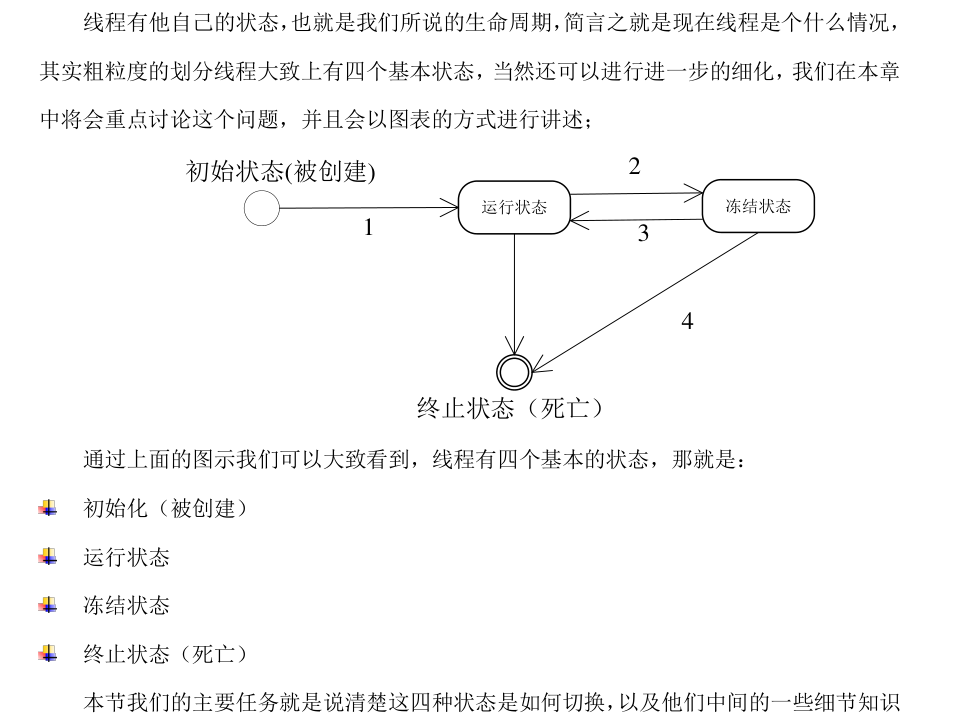 线程有他自己的状态，也就是我们所说的生命周期，简言之就是现在线程是个什么情况，
其实粗粒度的划分线程大致上有四个基本状态，当然还可以进行进一步的细化，我们在本章
中将会重点讨论这个问题，并且会以图表的方式进行讲述；
初始状态(被创建)
2
运行状态
冻结状态
1
3
4
终止状态（死亡）
通过上面的图示我们可以大致看到，线程有四个基本的状态，那就是：
初始化（被创建）
运行状态
冻结状态
终止状态（死亡）
本节我们的主要任务就是说清楚这四种状态是如何切换，以及他们中间的一些细节知识